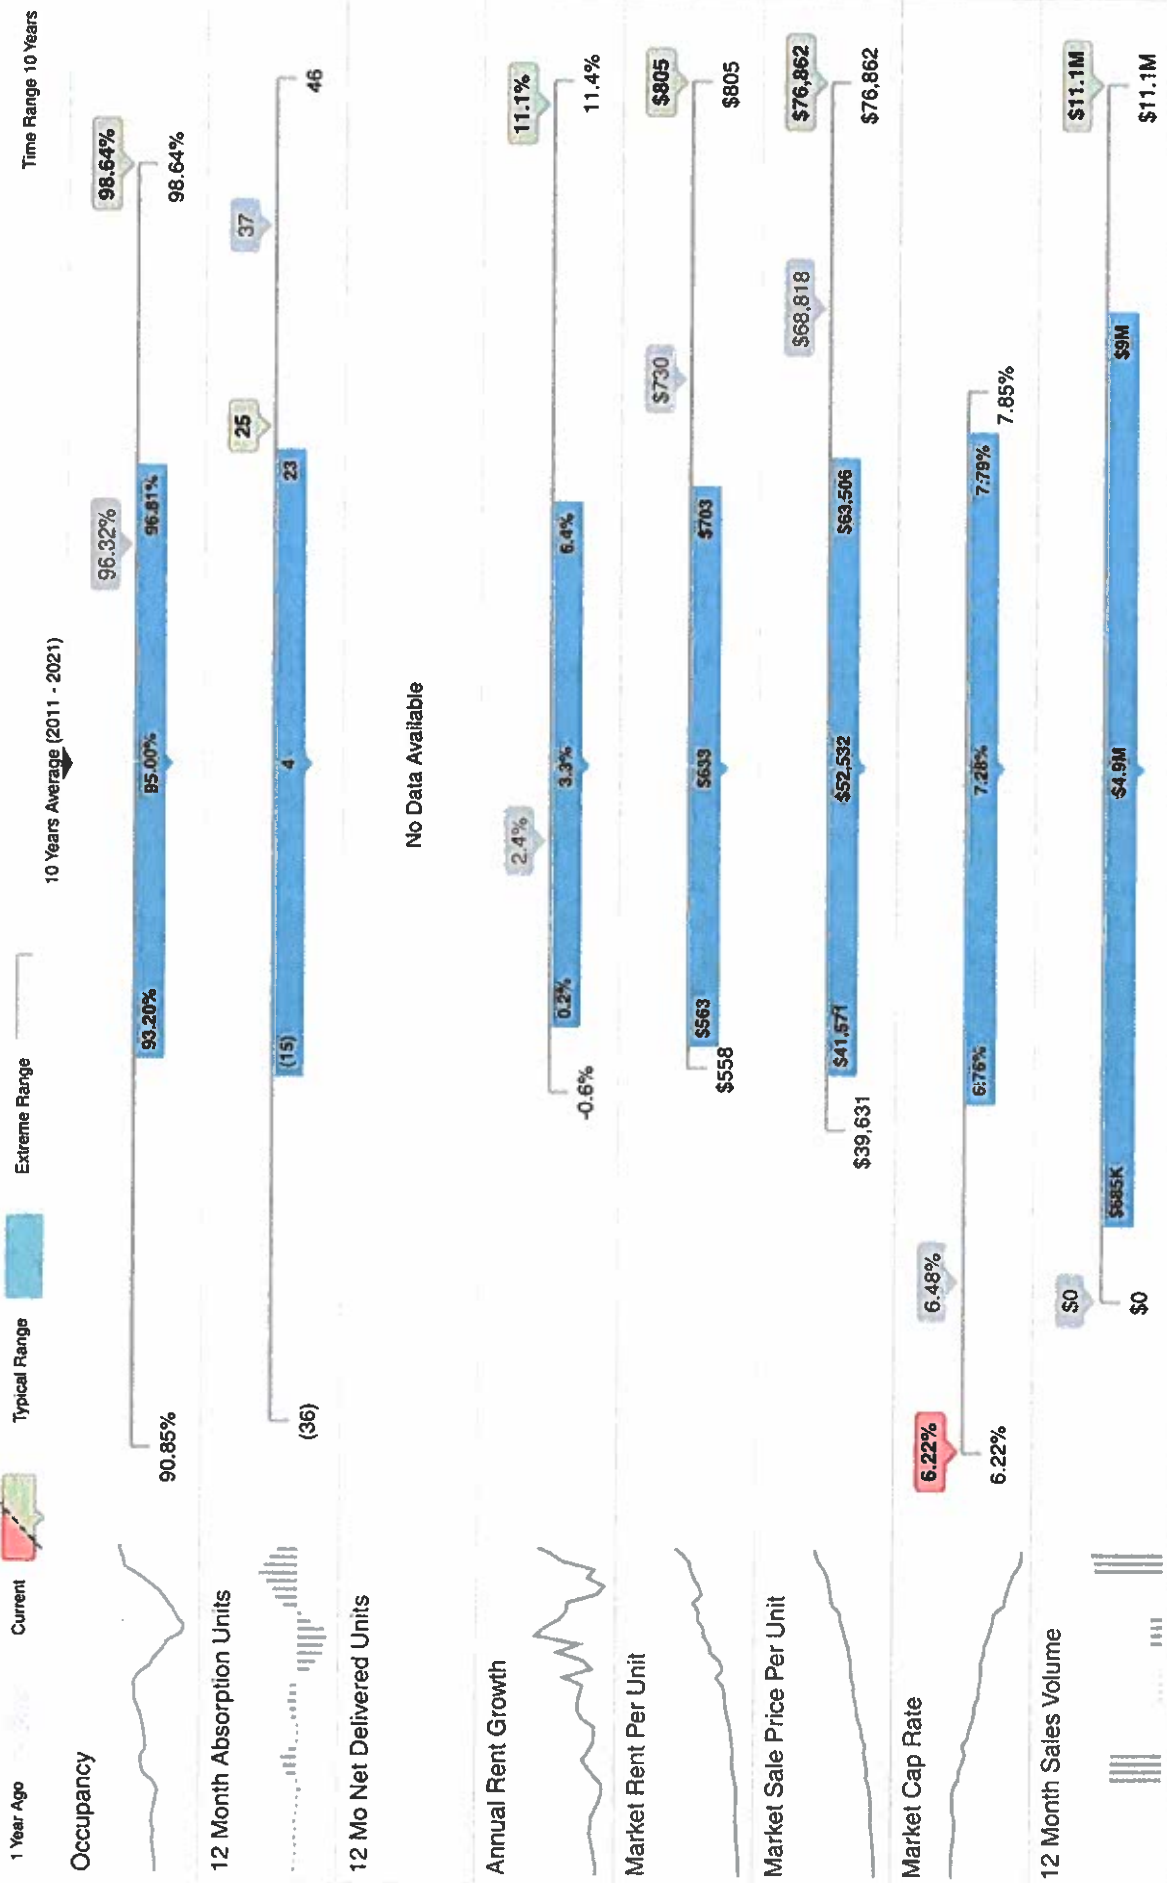 1 Year Ago Current Typical Range Extreme Range Time Range 10 Years
10 Years Average (2011 - 2021)
Occupancy
98.64%
96.32%
93.20% 95.00% 96.81%
90.85% 98.64%
12 Month Absorption Units
37
25
(15) 4 23
(36) 46
12 Mo Net Delivered Units
No Data Available
Annual Rent Growth
2.4% 11.1%
0.2% 3.3% 6.4%
-0.6% 11.4%
Market Rent Per Unit
$730 $805
$563 $633 $703
$558 $805
Market Sale Price Per Unit
$68,818 $76,862
$41,571 $52,532 $63,506
$39,631 $76,862
Market Cap Rate
6.22% 6.48%
6.76% 7.28% 7.79%
6.22% 7.85%
12 Month Sales Volume
$0 $11.1M
$685K $4.9M $9M
$0 $11.1M